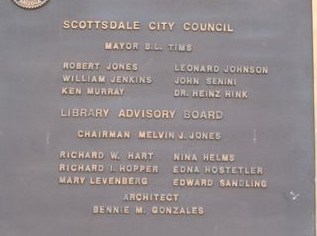 SCOTTSDALE CITY COUNCIL
MAYOR B.L. TIMS
ROBERT JONES LEONARD JOHNSON
WILLIAM JENKINS JOHN SENINI
KEN MURRAY DR. HEINZ HINK
LIBRARY ADVISORY BOARD
CHAIRMAN MELVIN J. JONES
RICHARD W. HART NINA HELMS
RICHARD I. HOPPER EDNA HOSTETLER
MARY LEVENBERG EDWARD SANDLING
ARCHITECT
BENNIE M. GONZALES